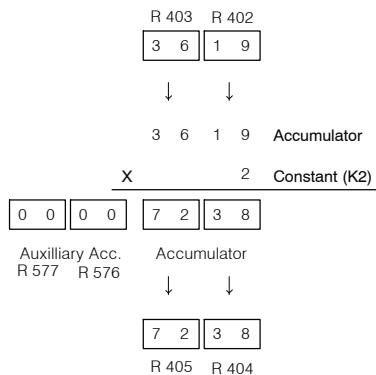 R 403 R 402
3 6 1 9
3 6 1 9 Accumulator
X 2 Constant (K2)
0 0 0 0 7 2 3 8
Auxilliary Acc. Accumulator
R 577 R 576
7 2 3 8
R 405 R 404